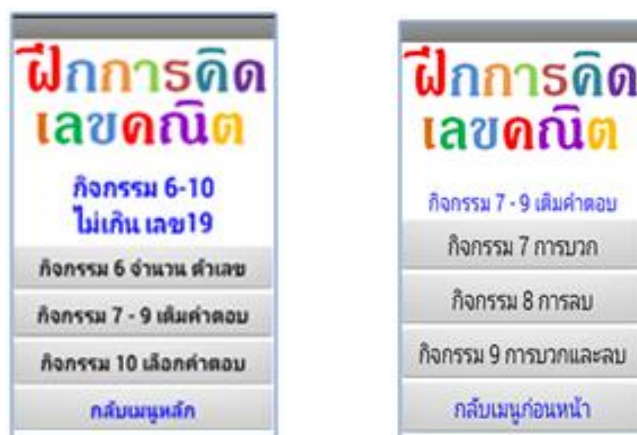 ฝึกการคิด
เลขคณิต
กิจกรรม 6-10
ไม่เกิน เลข19
กิจกรรม 6 จำนวน ตัวเลข
กิจกรรม 7 - 9 เติมคำตอบ
กิจกรรม 10 เลือกคำตอบ
กลับเมนูหลัก
ฝึกการคิด
เลขคณิต
กิจกรรม 7 - 9 เติมคำตอบ
กิจกรรม 7 การบวก
กิจกรรม 8 การลบ
กิจกรรม 9 การบวกและลบ
กลับเมนูก่อนหน้า